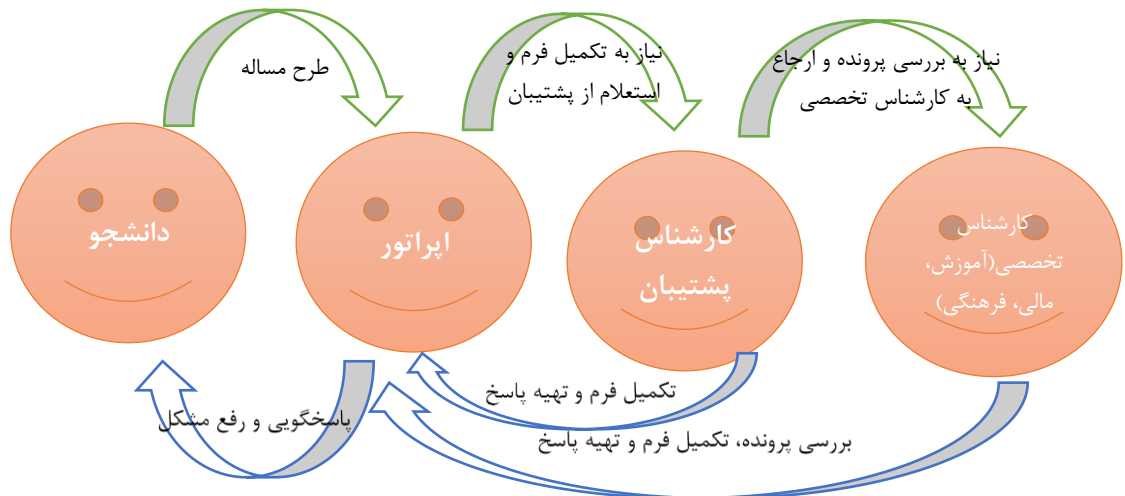 طرح مساله
نیاز به تکمیل فرم و
استعلام از پشتیبان
نیاز به بررسی پرونده و ارجاع
به کارشناس تخصصی
دانشجو
اپراتور
کارشناس
پشتیبان
کارشناس
تخصصی(آموزش،
مالی، فرهنگی)
تکمیل فرم و تهیه پاسخ
پاسخگویی و رفع مشکل
بررسی پرونده، تکمیل فرم و تهیه پاسخ